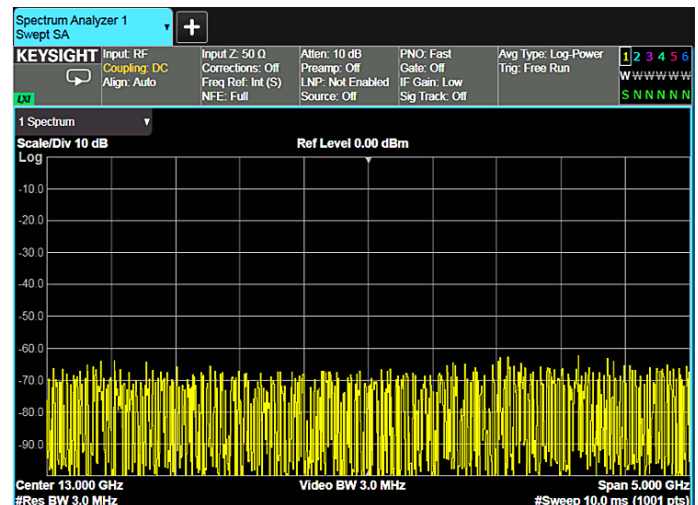 Spectrum Analyzer 1
Swept SA
+
KEYSIGHT
LXI
Input: RF
Coupling: DC
Align: Auto
Input Z: 50 Ω
Corrections: Off
Freq Ref: Int (S)
NFE: Full
Atten: 10 dB
Preamp: Off
LNP: Not Enabled
Source: Off
PNO: Fast
Gate: Off
IF Gain: Low
Sig Track: Off
Avg Type: Log-Power
Trig: Free Run
1 2 3 4 5 6
W W W W W W
S N N N N N
1 Spectrum
Scale/Div 10 dB
Ref Level 0.00 dBm
Log
-10.0
-20.0
-30.0
-40.0
-50.0
-60.0
-70.0
-80.0
-90.0
Center 13.000 GHz
Video BW 3.0 MHz
Span 5.000 GHz
#Res BW 3.0 MHz
#Sweep 10.0 ms (1001 pts)